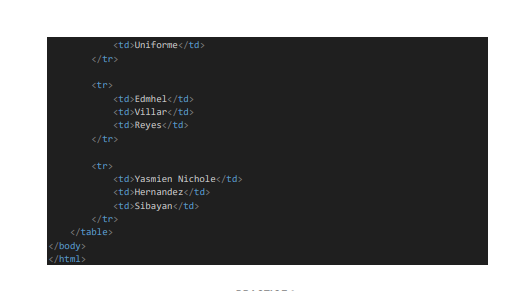 <td>Uniforme</td>
</tr>
<tr>
<td>Edmhel</td>
<td>Villar</td>
<td>Reyes</td>
</tr>
<tr>
<td>Yasmien Nichole</td>
<td>Hernandez</td>
<td>Sibayan</td>
</tr>
</table>
</body>
</html>